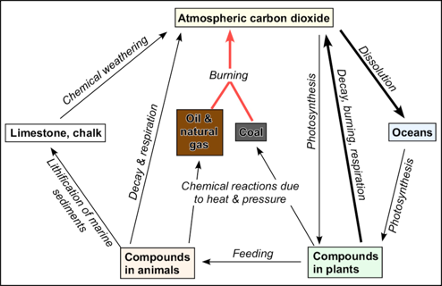 Atmospheric carbon dioxide
Chemical weathering
Burning
Dissolution
Limestone, chalk
Decay & respiration
Oil &
natural
gas
Coal
Photosynthesis
Decay, burning, respiration
Oceans
Lithification of marine
sediments
Chemical reactions due
to heat & pressure
Photosynthesis
Compounds
in animals
Feeding
Compounds
in plants